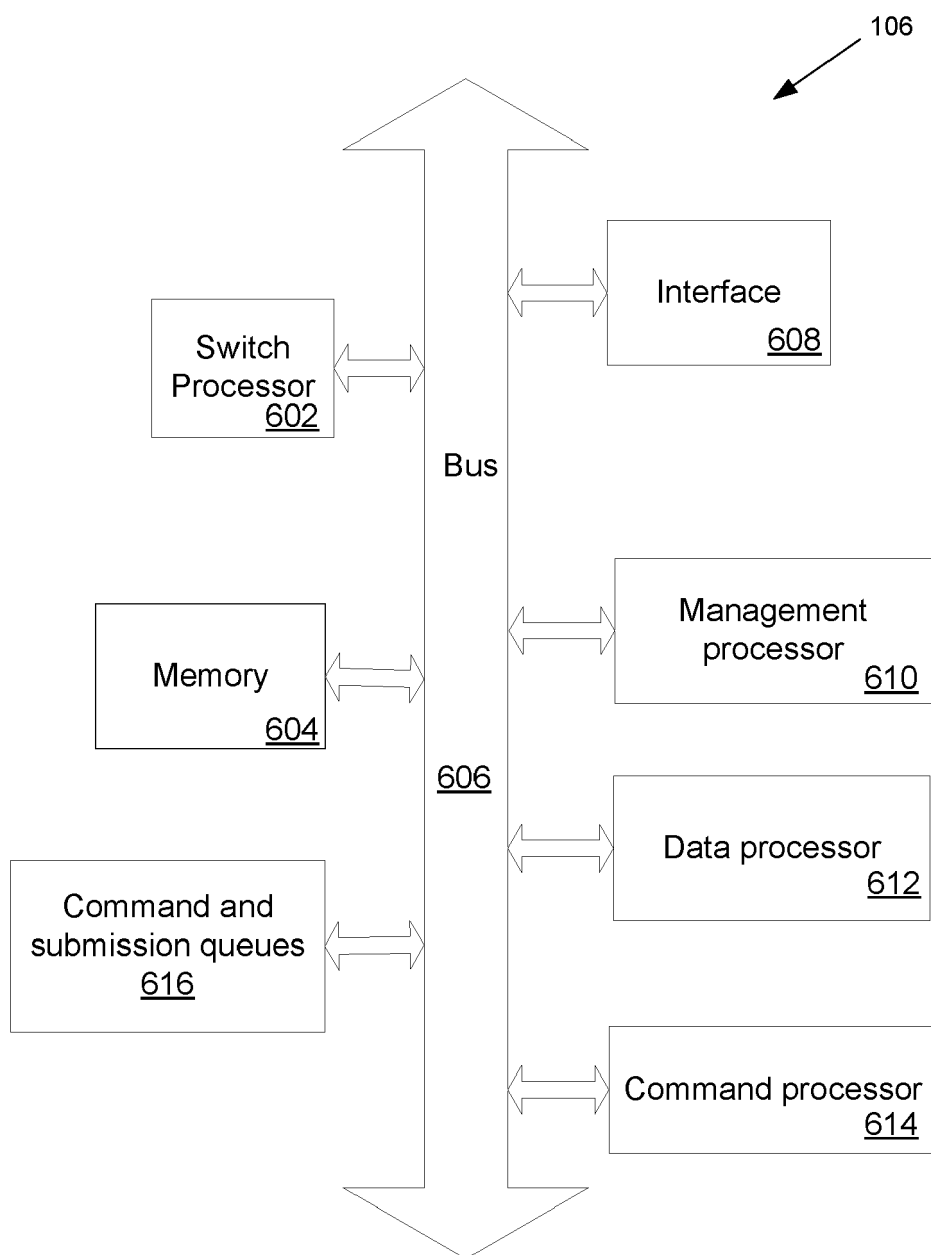 106
Interface
608
Switch
Processor
602
Bus
Management
processor
610
Memory
604
606
Data processor
612
Command and
submission queues
616
Command processor
614